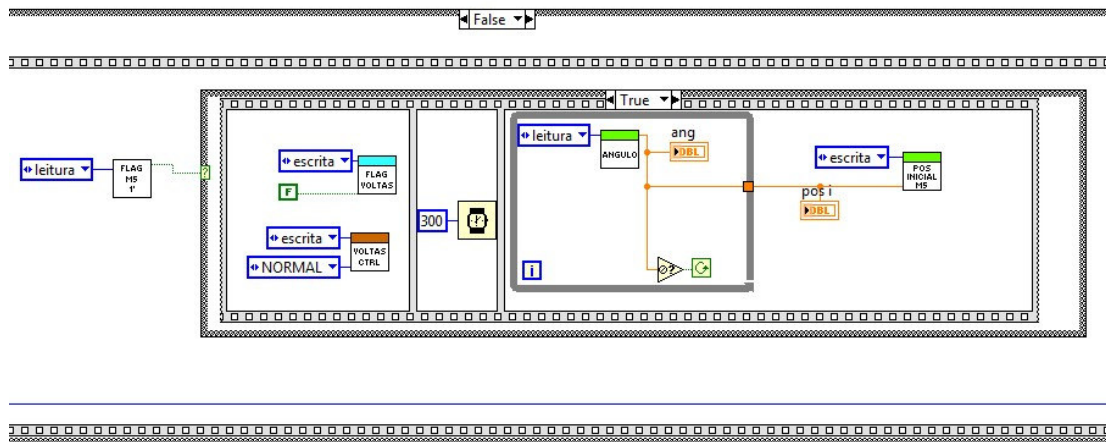 False
True
leitura
FLAG
M5
1'
?
escrita
FLAG
VOLTAS
F
escrita
VOLTAS
CTRL
NORMAL
300
leitura
ANGULO
ang
DBL
i
Ø?
escrita
POS
INICIAL
M5
pos i
DBL